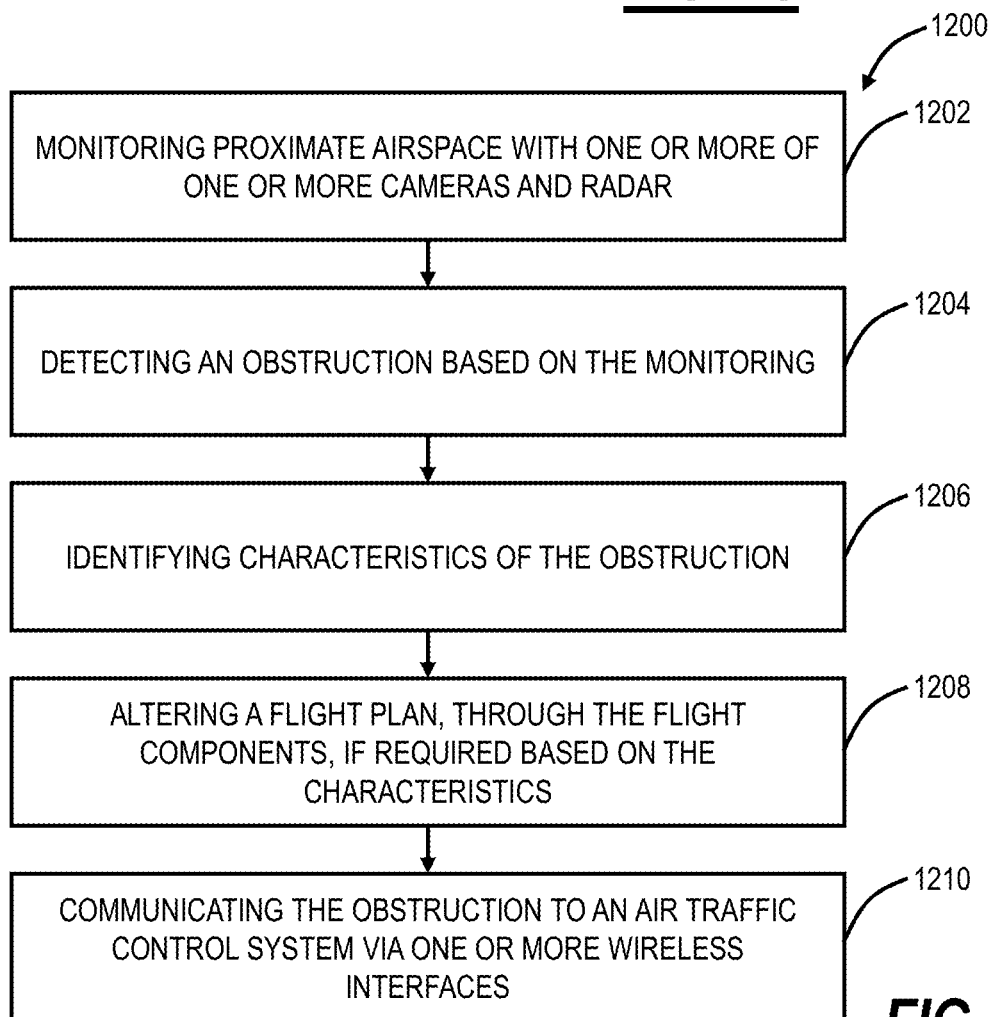 1200
1202
MONITORING PROXIMATE AIRSPACE WITH ONE OR MORE OF
ONE OR MORE CAMERAS AND RADAR
1204
DETECTING AN OBSTRUCTION BASED ON THE MONITORING
1206
IDENTIFYING CHARACTERISTICS OF THE OBSTRUCTION
1208
ALTERING A FLIGHT PLAN, THROUGH THE FLIGHT
COMPONENTS, IF REQUIRED BASED ON THE
CHARACTERISTICS
1210
COMMUNICATING THE OBSTRUCTION TO AN AIR TRAFFIC
CONTROL SYSTEM VIA ONE OR MORE WIRELESS
INTERFACES
FIG